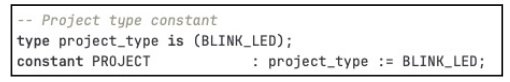 -- Project type constant
type project_type is (BLINK_LED);
constant PROJECT : project_type := BLINK_LED;